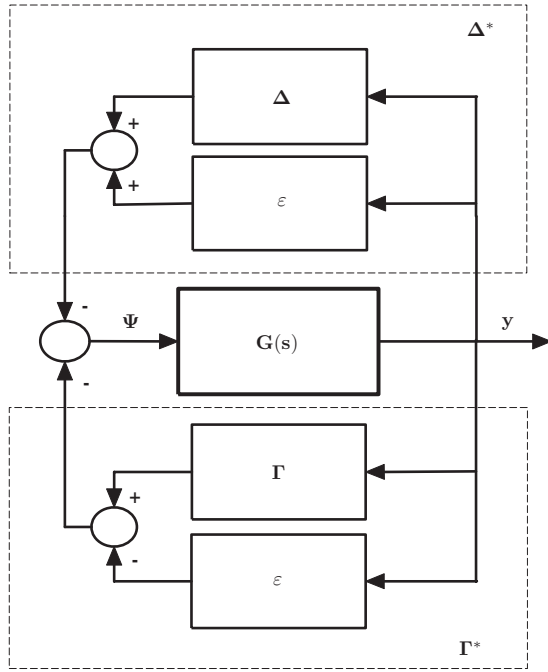 Δ*
Δ
+
+
ε
-
Ψ
G(s)
y
-
Γ
+
-
ε
Γ*